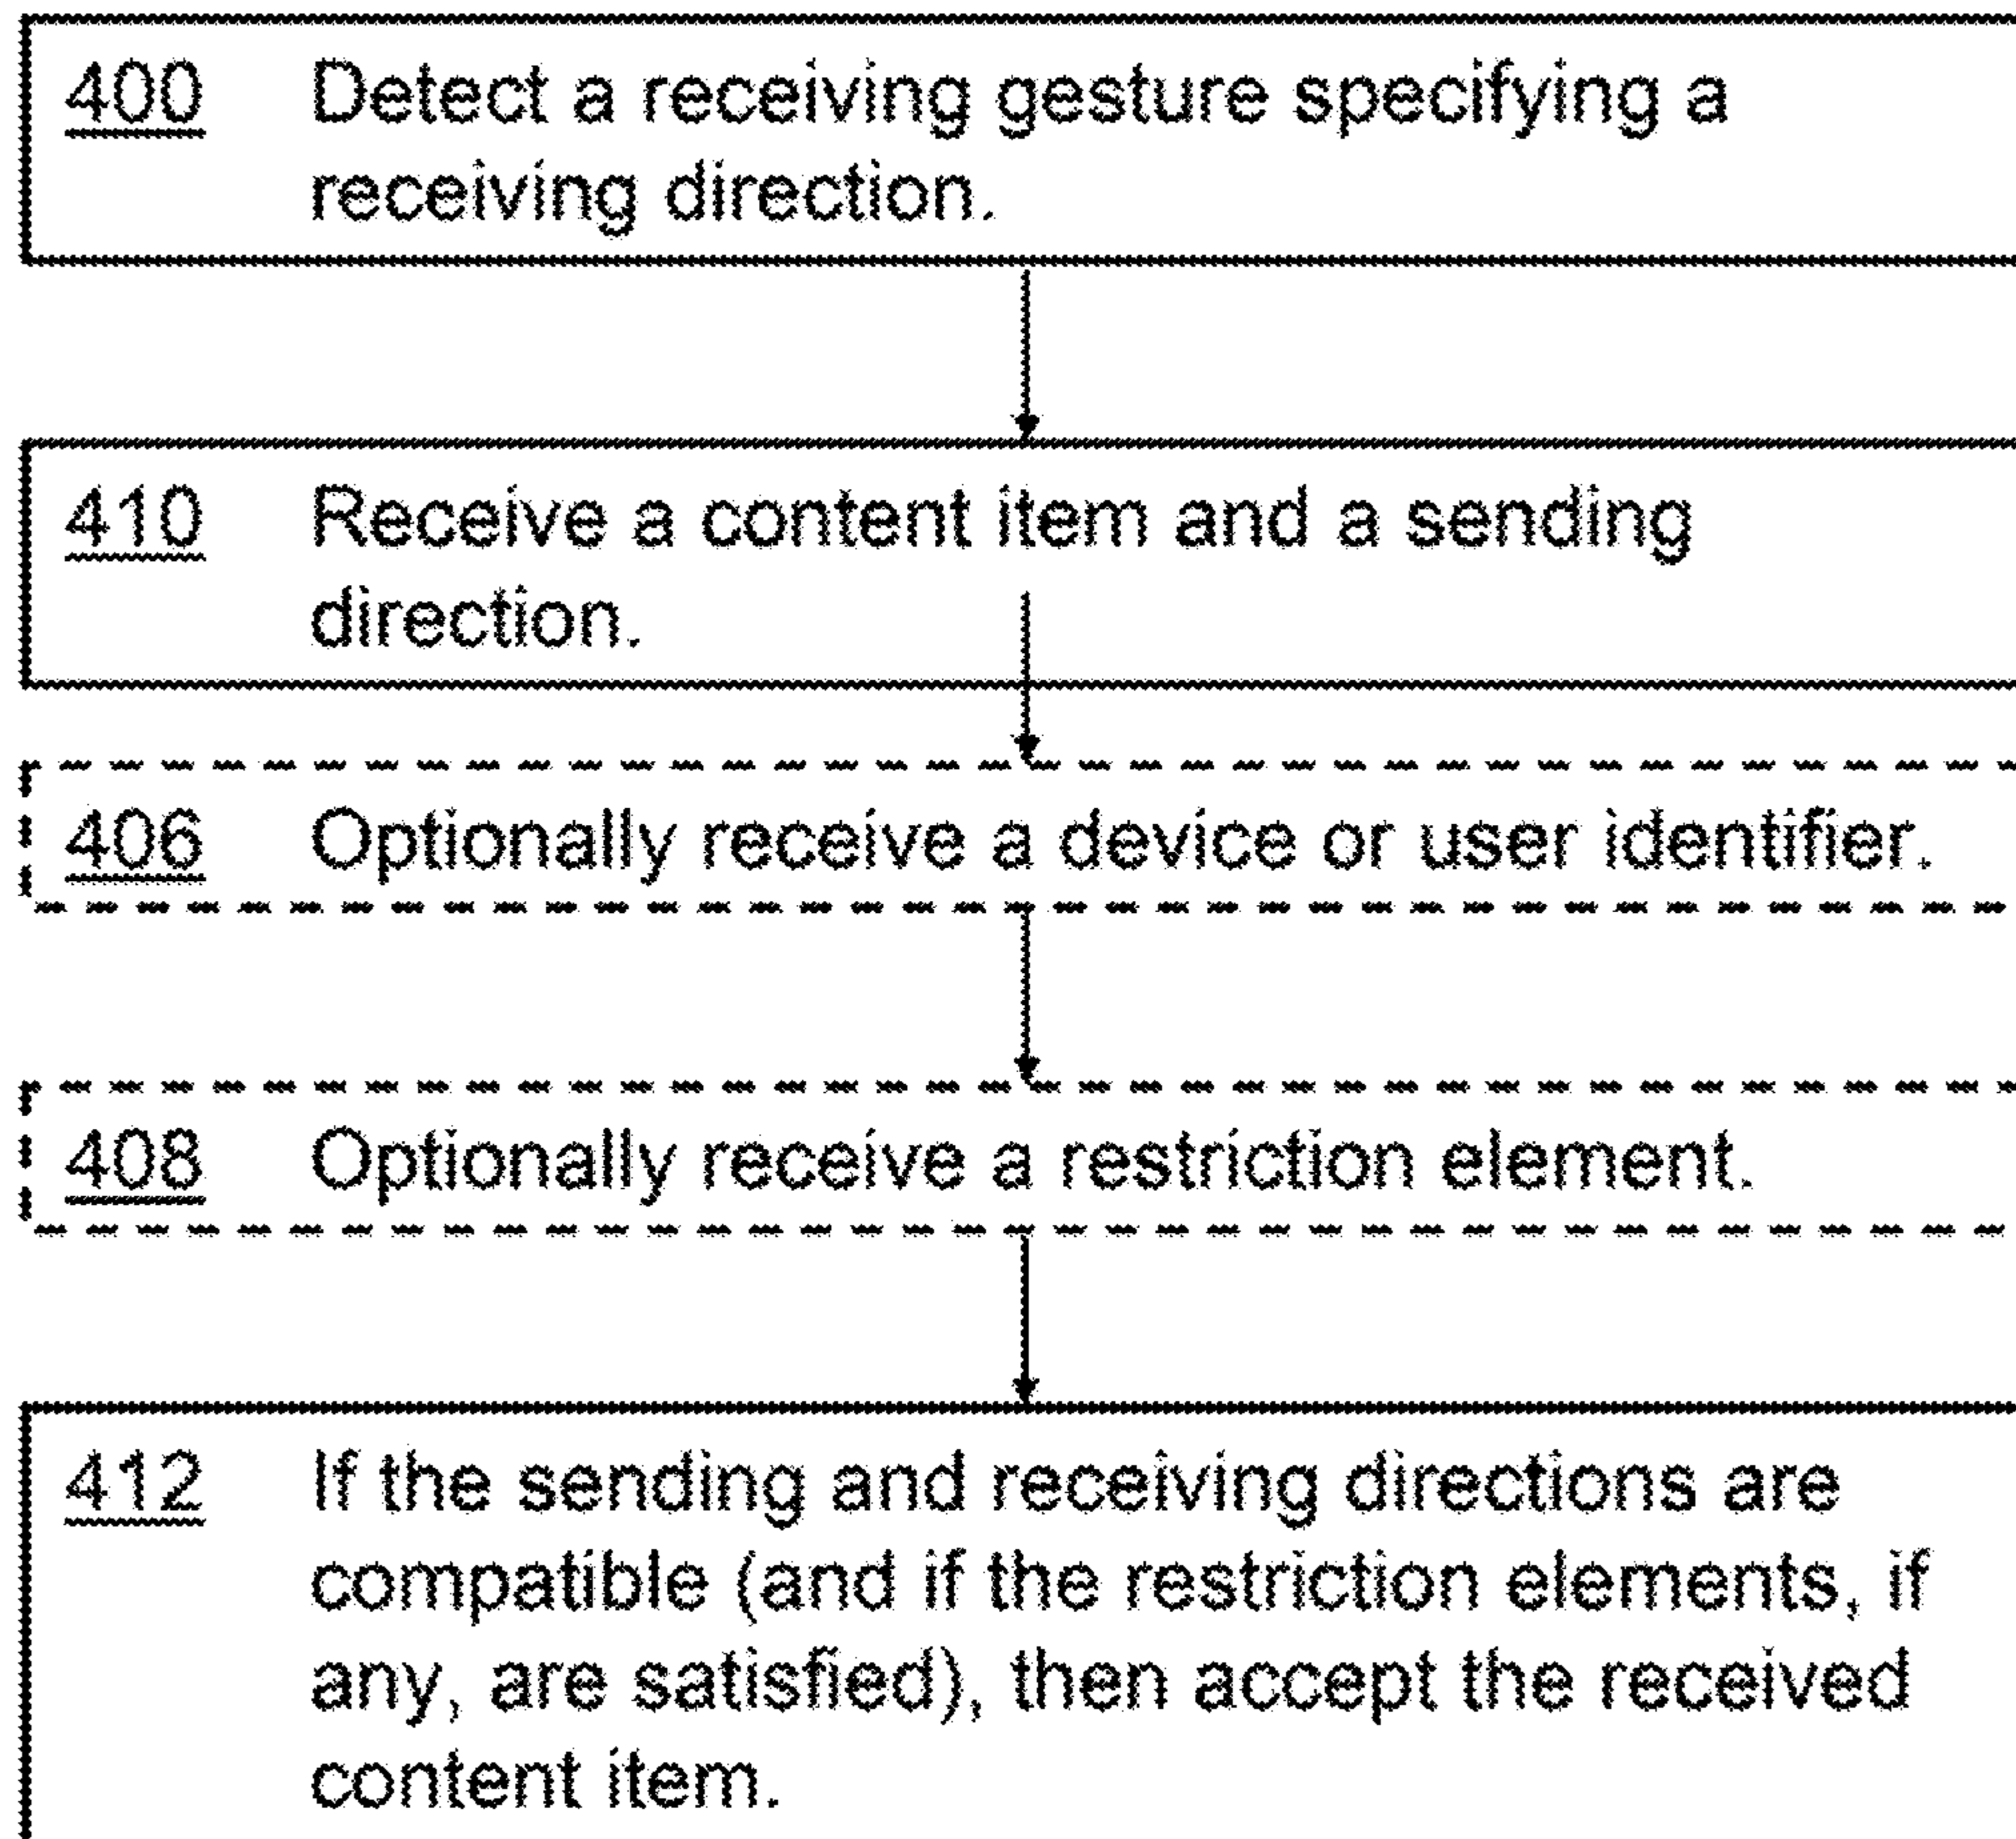 400 Detect a receiving gesture specifying a
receiving direction.
410 Receive a content item and a sending
direction.
406 Optionally receive a device or user identifier.
408 Optionally receive a restriction element.
412 If the sending and receiving directions are
compatible (and if the restriction elements, if
any, are satisfied), then accept the received
content item.